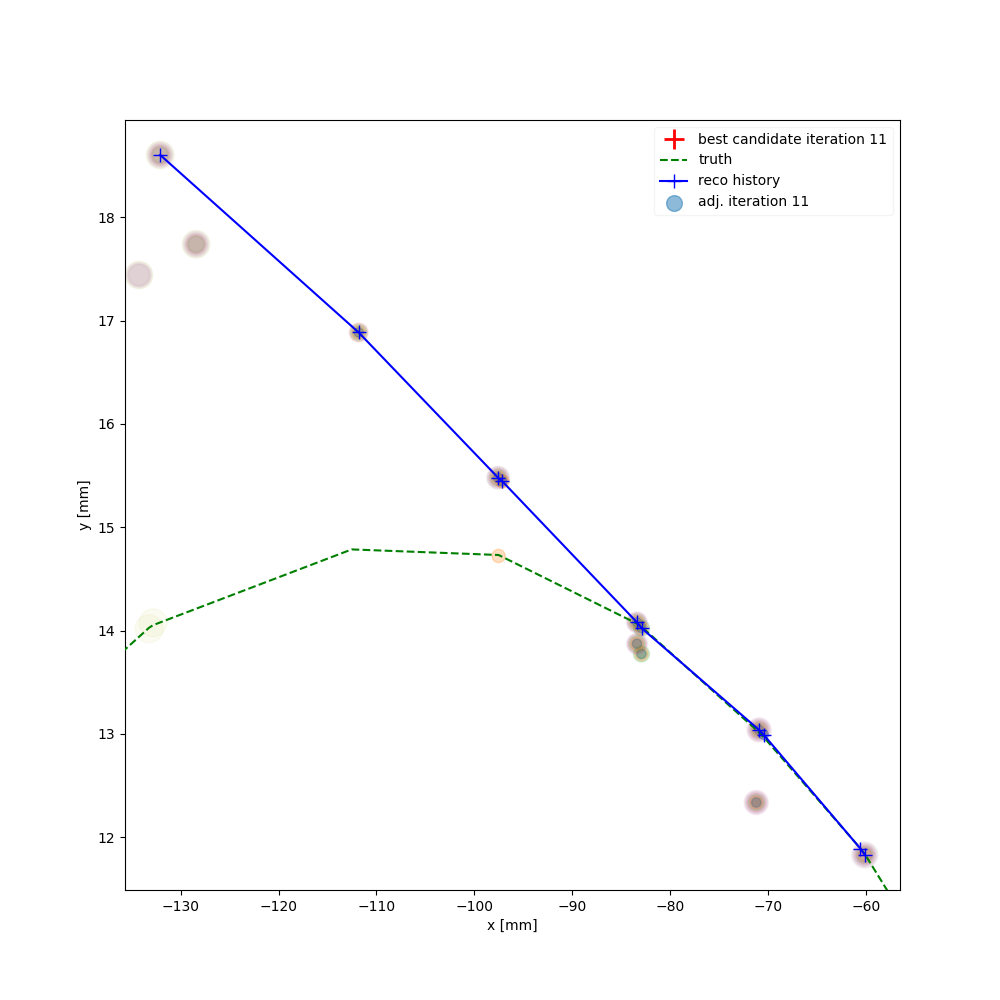 best candidate iteration 11
truth
reco history
adj. iteration 11
18
17
16
15
14
13
12
y [mm]
−130 −120 −110 −100 −90 −80 −70 −60
x [mm]